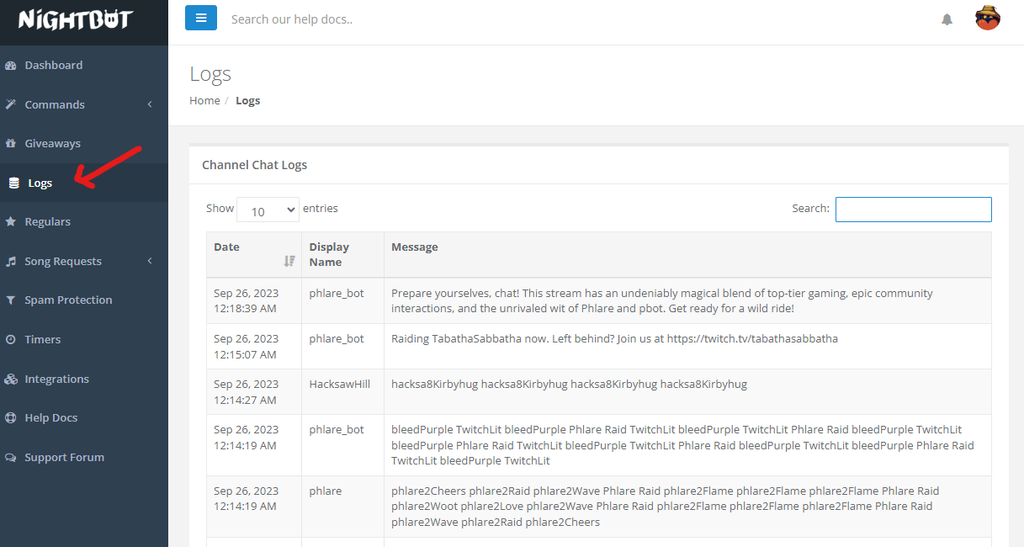 NIGHTBOT
Search our help docs..
Dashboard
Commands
Giveaways
Logs
Regulars
Song Requests
Spam Protection
Timers
Integrations
Help Docs
Support Forum
Logs
Home / Logs
Channel Chat Logs
Show 10 entries
Search:
Date
Display
Name
Message
Sep 26, 2023
12:18:39 AM
phlare_bot
Prepare yourselves, chat! This stream has an undeniably magical blend of top-tier gaming, epic community
interactions, and the unrivaled wit of Phlare and pbot. Get ready for a wild ride!
Sep 26, 2023
12:15:07 AM
phlare_bot
Raiding TabathaSabbatha now. Left behind? Join us at https://twitch.tv/tabathasabbatha
Sep 26, 2023
12:14:27 AM
HacksawHill
hacksa8Kirbyhug hacksa8Kirbyhug hacksa8Kirbyhug hacksa8Kirbyhug
Sep 26, 2023
12:14:19 AM
phlare_bot
bleedPurple TwitchLit bleedPurple Phlare Raid TwitchLit bleedPurple TwitchLit Phlare Raid bleedPurple TwitchLit
bleedPurple Phlare Raid TwitchLit bleedPurple TwitchLit Phlare Raid bleedPurple TwitchLit bleedPurple Phlare Raid
TwitchLit bleedPurple TwitchLit
Sep 26, 2023
12:14:19 AM
phlare
phlare2Cheers phlare2Raid phlare2Wave Phlare Raid phlare2Flame phlare2Flame phlare2Flame Phlare Raid
phlare2Woot phlare2Love phlare2Wave Phlare Raid phlare2Flame phlare2Flame phlare2Flame Phlare Raid
phlare2Wave phlare2Raid phlare2Cheers